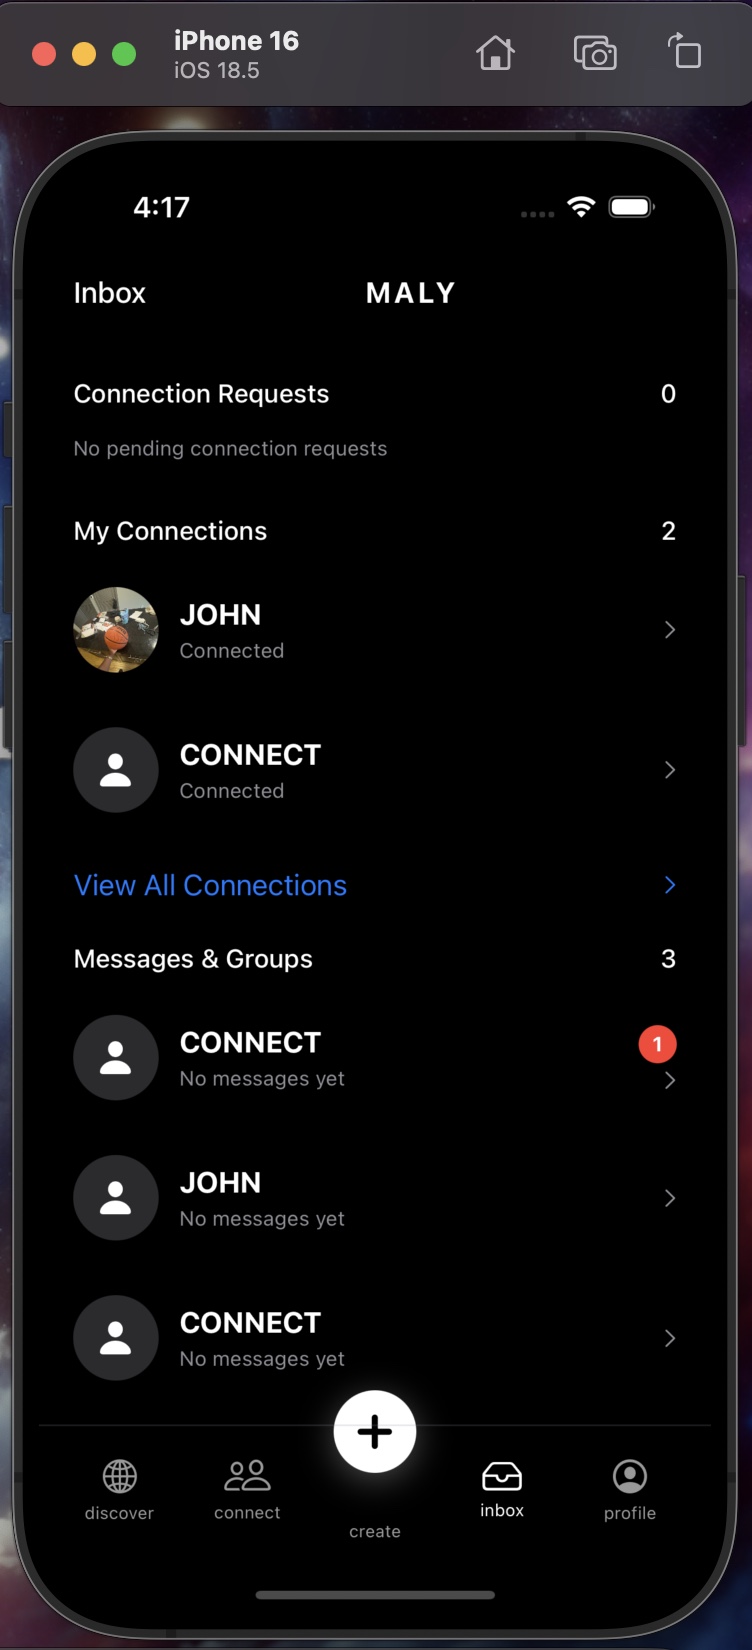 iPhone 16
iOS 18.5
4:17
Inbox
MALY
Connection Requests 0
No pending connection requests
My Connections 2
JOHN
Connected
CONNECT
Connected
View All Connections
Messages & Groups 3
CONNECT
1
No messages yet
JOHN
No messages yet
CONNECT
No messages yet
discover
connect
create
inbox
profile